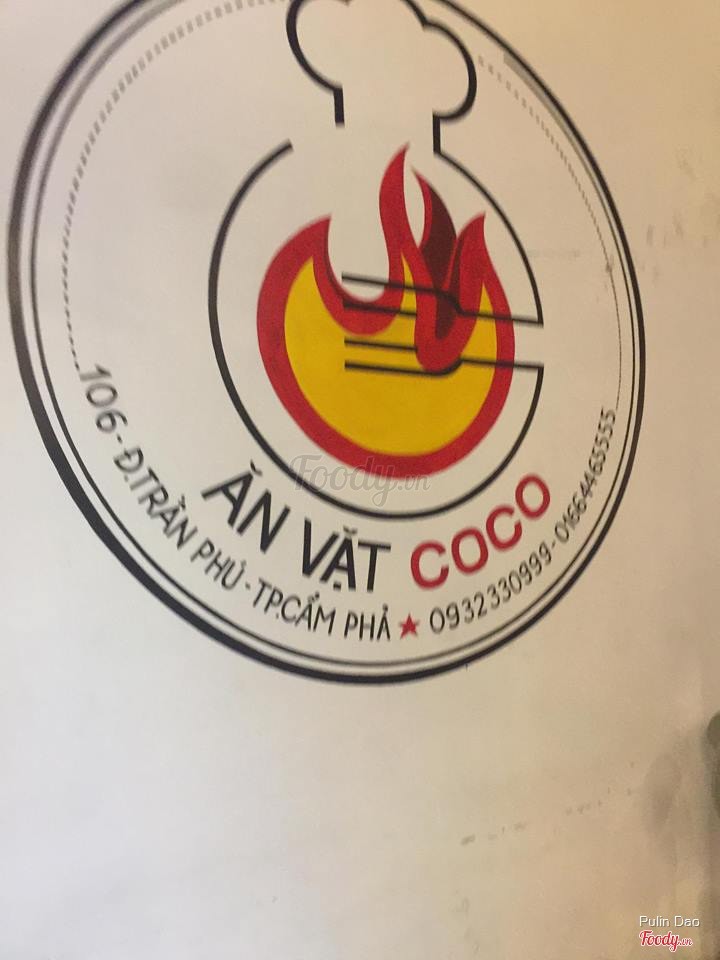 Foody.vn
ĂN VẶT COCO
106 - Đ.TRẦN PHÚ - TP.CẨM PHẢ ★ 0932330999 - 01664465555
Pulin Dao
Foody.vn